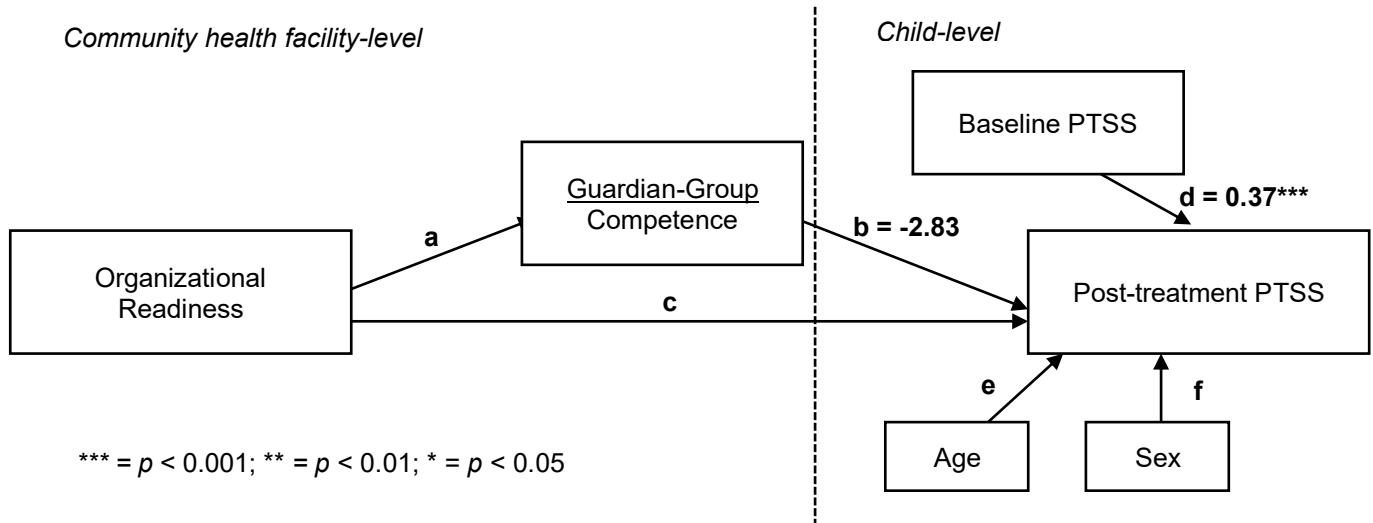 Community health facility-level
Child-level
Baseline PTSS
Guardian-Group
Competence
d = 0.37***
a
b = -2.83
Organizational
Readiness
Post-treatment PTSS
c
e
f
*** = p < 0.001; ** = p < 0.01; * = p < 0.05
Age
Sex